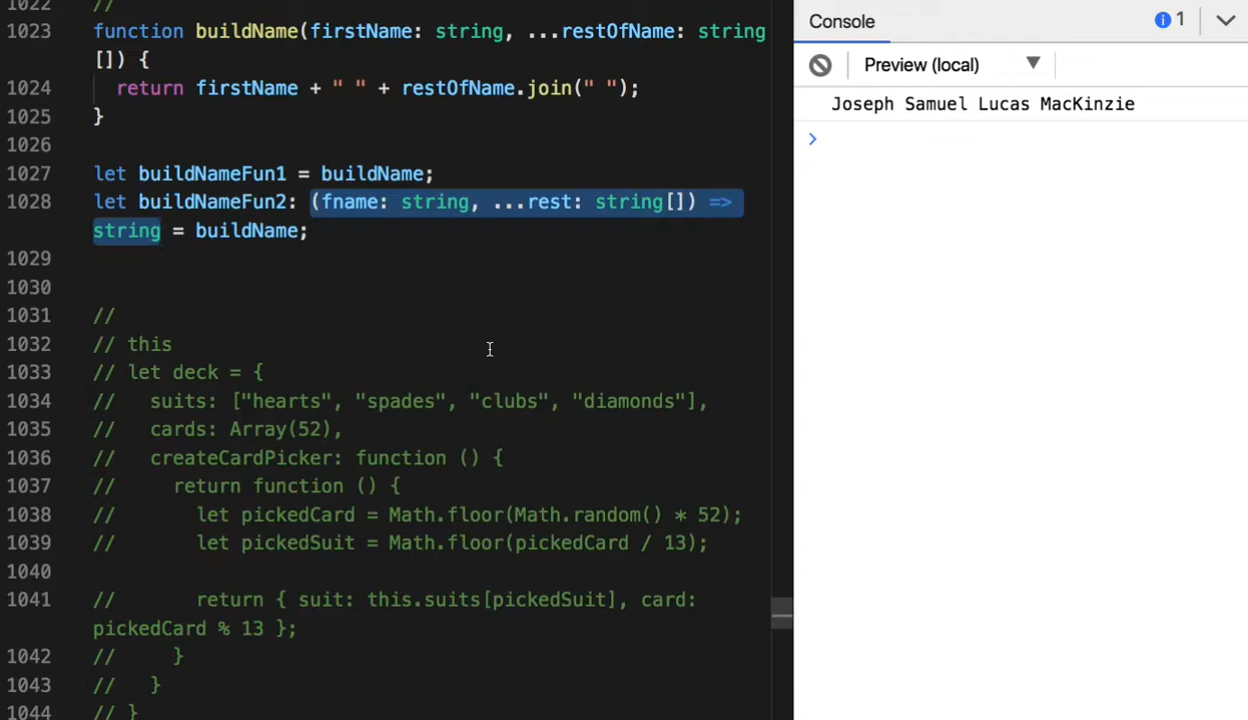 1022 //
1023 function buildName(firstName: string, ...restOfName: string
[]) {
1024 return firstName + " " + restOfName.join(" ");
1025 }
1026
1027 let buildNameFun1 = buildName;
1028 let buildNameFun2: (fname: string, ...rest: string[]) =>
string = buildName;
1029
1030
1031 //
1032 // this
1033 // let deck = {
1034 // suits: ["hearts", "spades", "clubs", "diamonds"],
1035 // cards: Array(52),
1036 // createCardPicker: function () {
1037 // return function () {
1038 // let pickedCard = Math.floor(Math.random() * 52);
1039 // let pickedSuit = Math.floor(pickedCard / 13);
1040
1041 // return { suit: this.suits[pickedSuit], card:
pickedCard % 13 };
1042 // }
1043 // }
1044 // }
Console
1
Preview (local)
Joseph Samuel Lucas MacKinzie
>